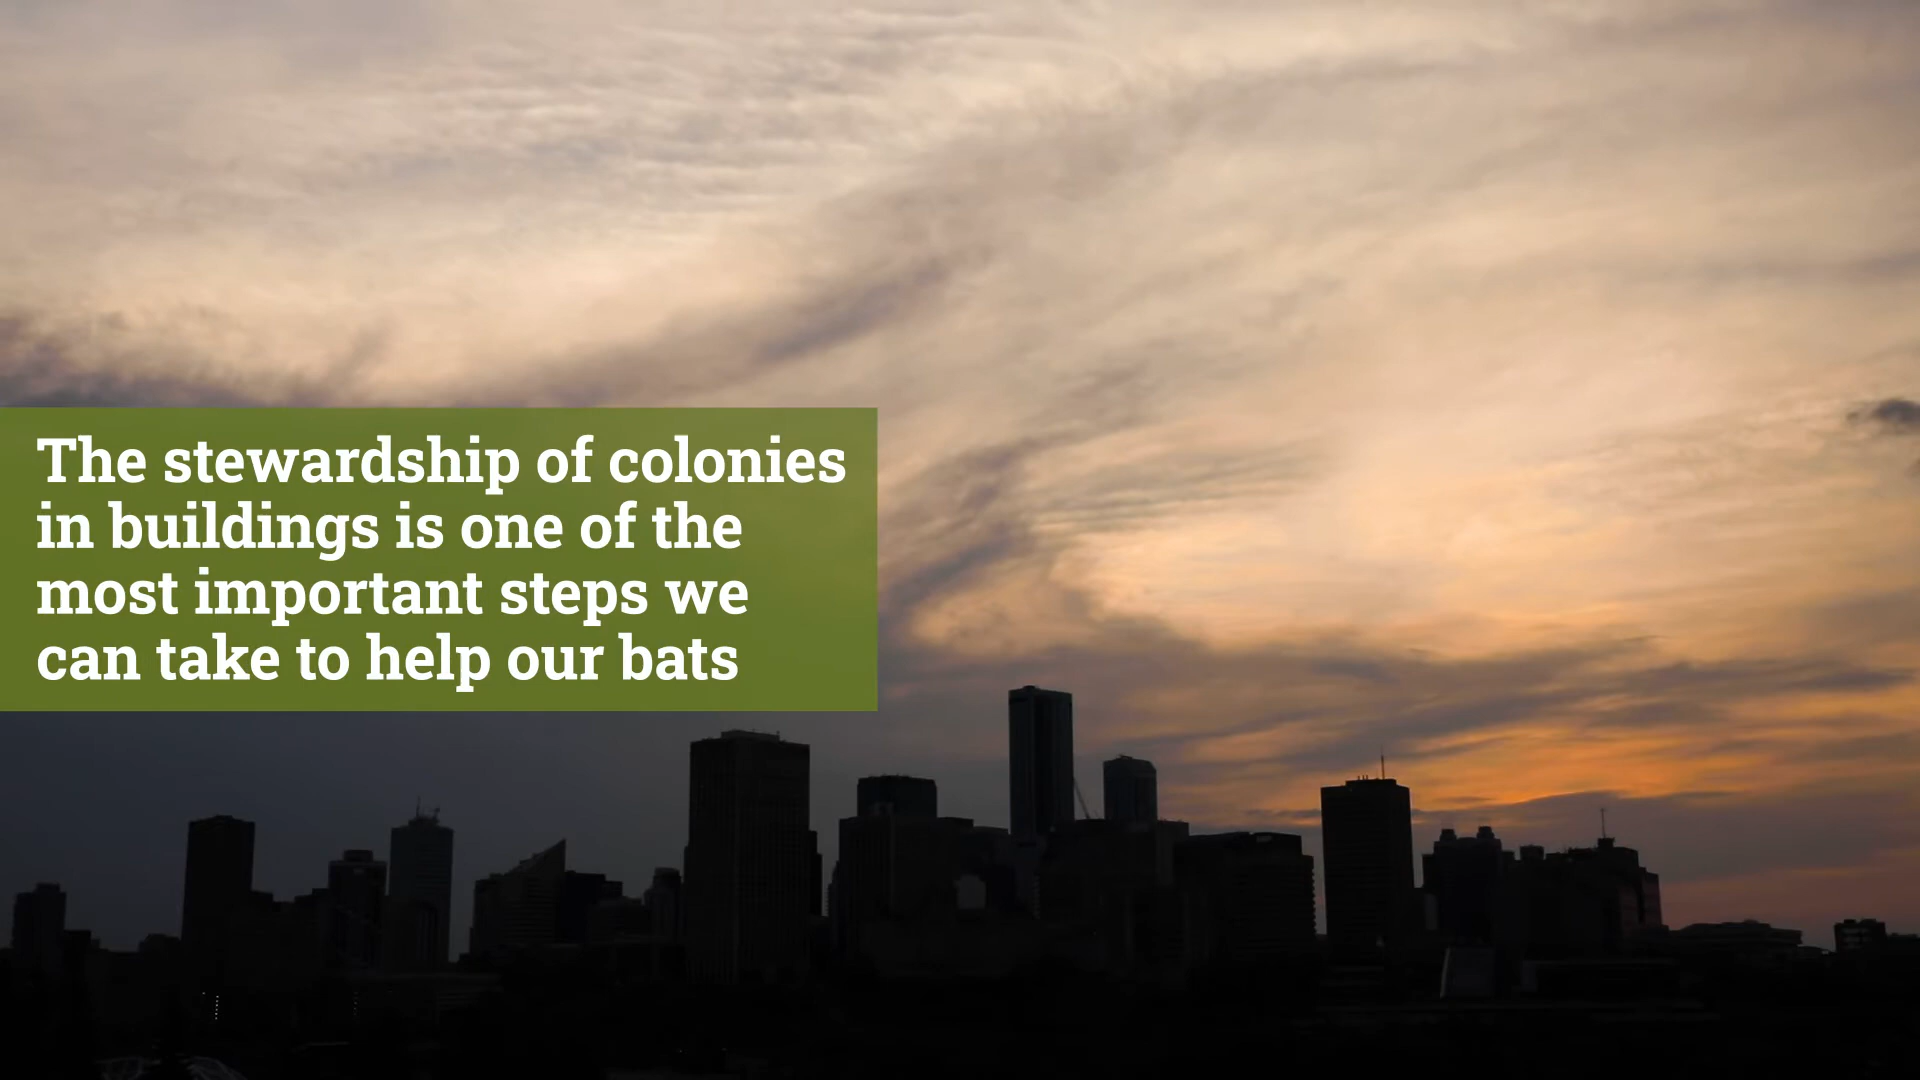 The stewardship of colonies
in buildings is one of the
most important steps we
can take to help our bats